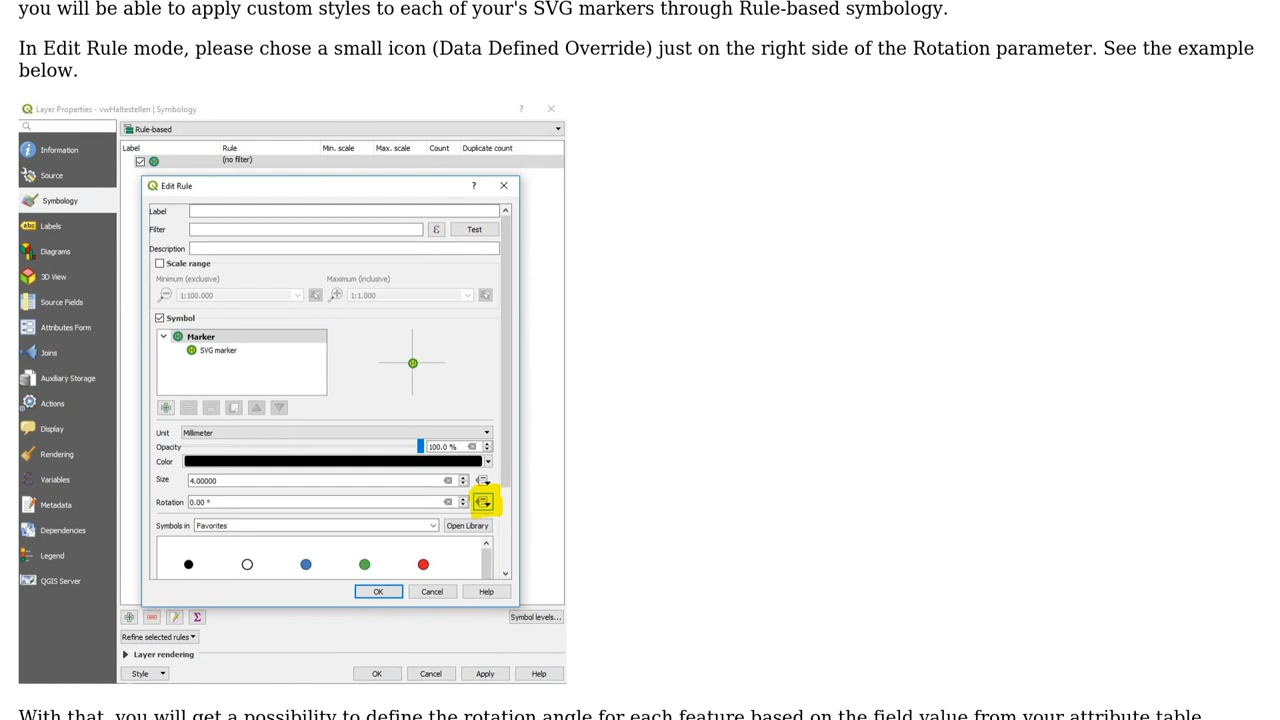 you will be able to apply custom styles to each of your's SVG markers through Rule-based symbology.
In Edit Rule mode, please chose a small icon (Data Defined Override) just on the right side of the Rotation parameter. See the example
below.
Layer Properties - vwHaltestellen | Symbology ?
Rule-based
Label Rule Min. scale Max. scale Count Duplicate count
(no filter)
Information
Source
Symbology
abc Labels
Diagrams
3D View
Source Fields
Attributes Form
Joins
Auxiliary Storage
Actions
Display
Rendering
Variables
Metadata
Dependencies
Legend
QGIS Server
Edit Rule ?
Label
Filter ε Test
Description
Scale range
Minimum (exclusive) Maximum (inclusive)
1:100.000 1:1.000
Symbol
Marker
SVG marker
Unit Millimeter
Opacity 100.0 %
Color
Size 4.00000
Rotation 0.00 °
Symbols in Favorites Open Library
OK Cancel Help
Σ Symbol levels...
Refine selected rules
Layer rendering
Style OK Cancel Apply Help
With that, you will get a possibility to define the rotation angle for each feature based on the field value from your attribute table